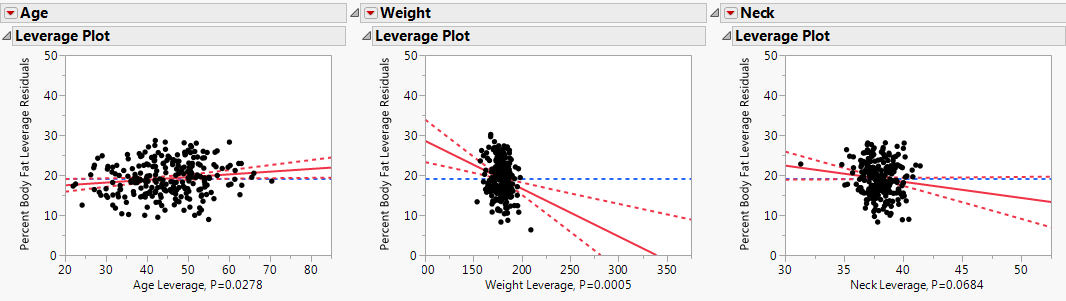 Age
Leverage Plot
Percent Body Fat Leverage Residuals
50
40
30
20
10
0
20 30 40 50 60 70 80
Age Leverage, P=0.0278
Weight
Leverage Plot
Percent Body Fat Leverage Residuals
50
40
30
20
10
0
00 150 200 250 300 350
Weight Leverage, P=0.0005
Neck
Leverage Plot
Percent Body Fat Leverage Residuals
50
40
30
20
10
0
30 35 40 45 50
Neck Leverage, P=0.0684